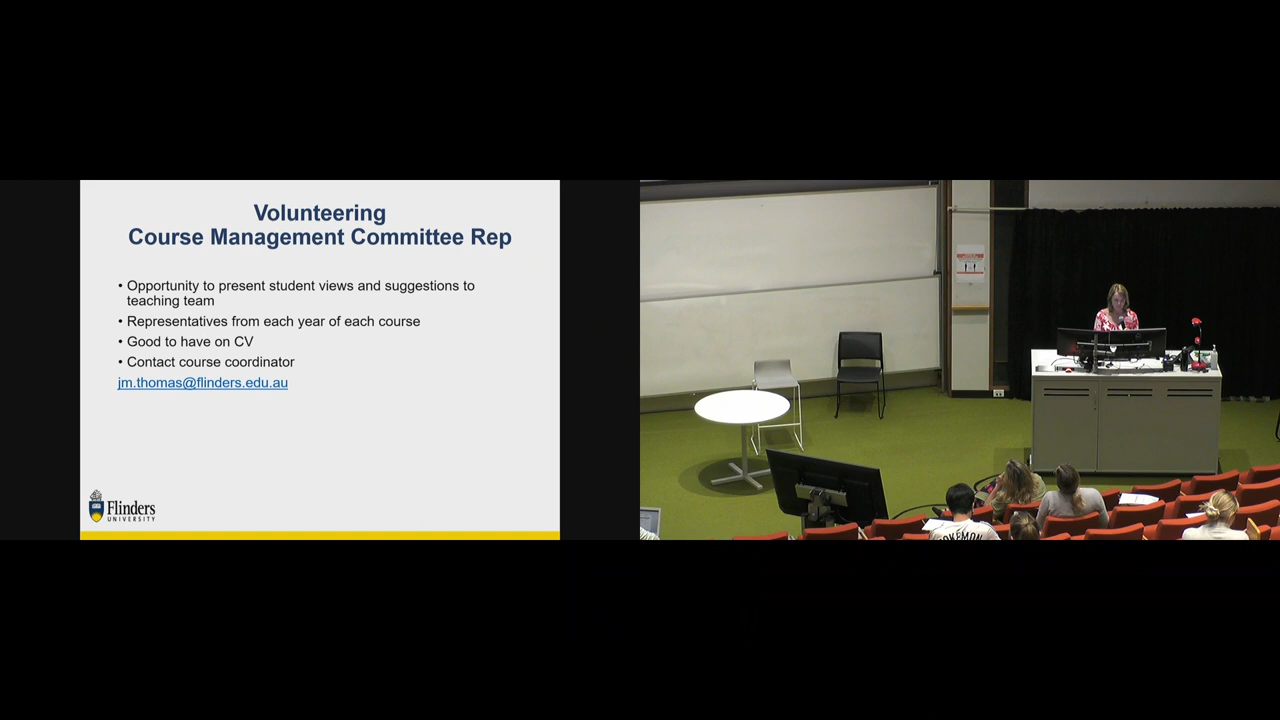 Volunteering
Course Management Committee Rep
• Opportunity to present student views and suggestions to
teaching team
• Representatives from each year of each course
• Good to have on CV
• Contact course coordinator
jm.thomas@flinders.edu.au
Flinders
UNIVERSITY
POKEMON